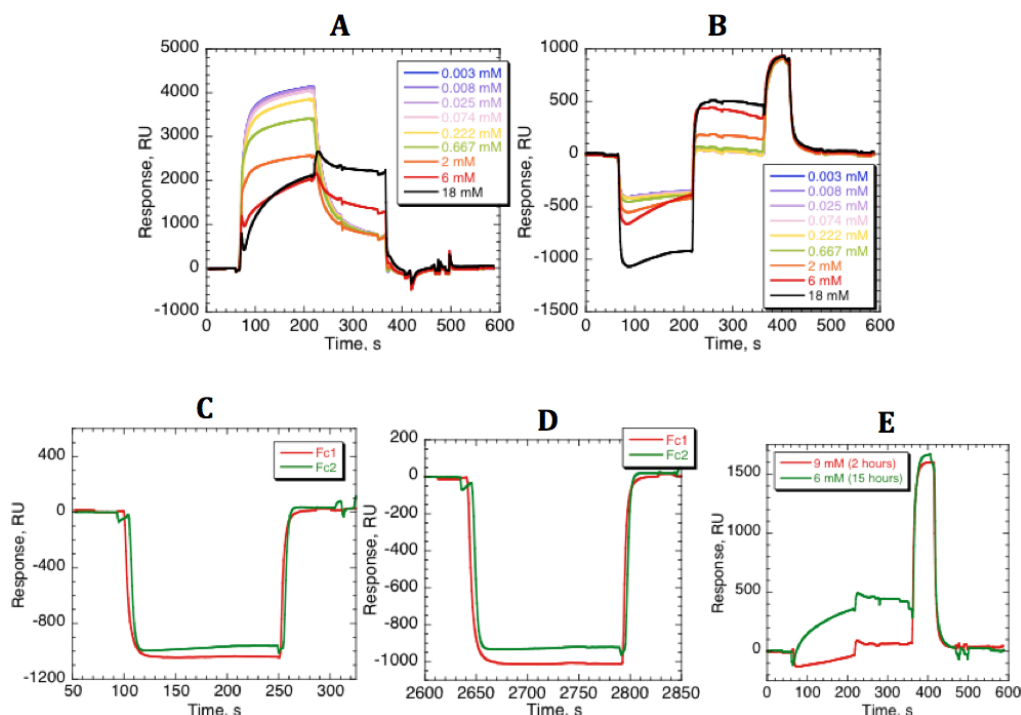 A
5000
4000
3000
2000
1000
0
-1000
Response, RU
0 100 200 300 400 500 600
Time, s
0.003 mM
0.008 mM
0.025 mM
0.074 mM
0.222 mM
0.667 mM
2 mM
6 mM
18 mM
B
1000
500
0
-500
-1000
-1500
Response, RU
0 100 200 300 400 500 600
Time, s
0.003 mM
0.008 mM
0.025 mM
0.074 mM
0.222 mM
0.667 mM
2 mM
6 mM
18 mM
C
400
0
-400
-800
-1200
Response, RU
50 100 150 200 250 300
Time, s
Fc1
Fc2
D
200
0
-200
-400
-600
-800
-1000
Response, RU
2600 2650 2700 2750 2800 2850
Time, s
Fc1
Fc2
E
1500
1000
500
0
Response, RU
0 100 200 300 400 500 600
Time, s
9 mM (2 hours)
6 mM (15 hours)